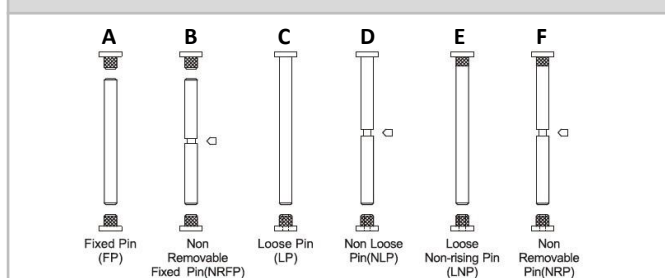 A B C D E F
Fixed Pin
(FP)
Non
Removable
Fixed Pin(NRFP)
Loose Pin
(LP)
Non Loose
Pin(NLP)
Loose
Non-rising Pin
(LNP)
Non
Removable
Pin(NRP)